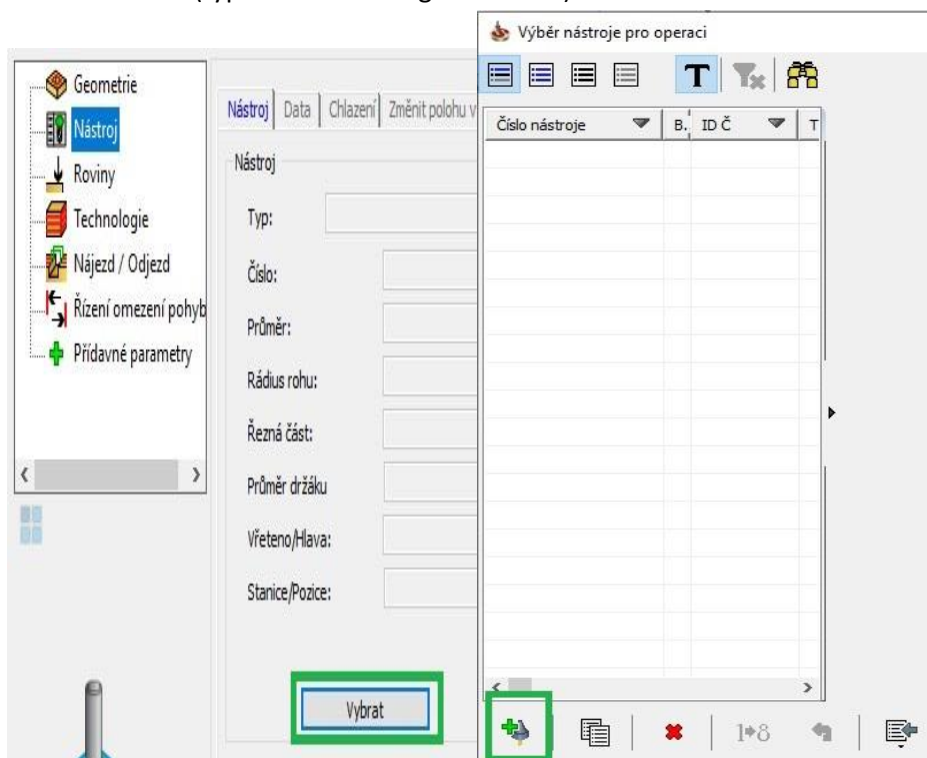 Výběr nástroje pro operaci
Geometrie
Nástroj
Roviny
Technologie
Nájezd / Odjezd
Řízení omezení pohyb
Přídavné parametry
Nástroj Data Chlazení Změnit polohu v
Nástroj
Typ:
Číslo:
Průměr:
Rádius rohu:
Řezná část:
Průměr držáku
Vřeteno/Hlava:
Stanice/Pozice:
Vybrat
T
Číslo nástroje B. ID Č T
1 8